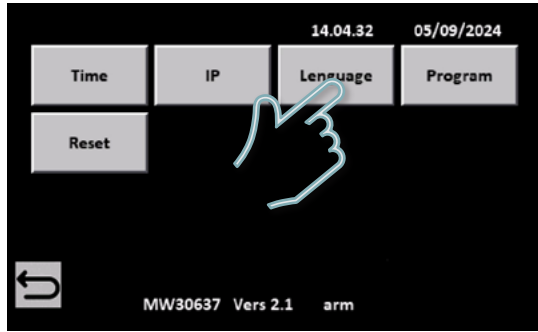 14.04.32 05/09/2024
Time IP Lenguage Program
Reset
MW30637 Vers 2.1 arm